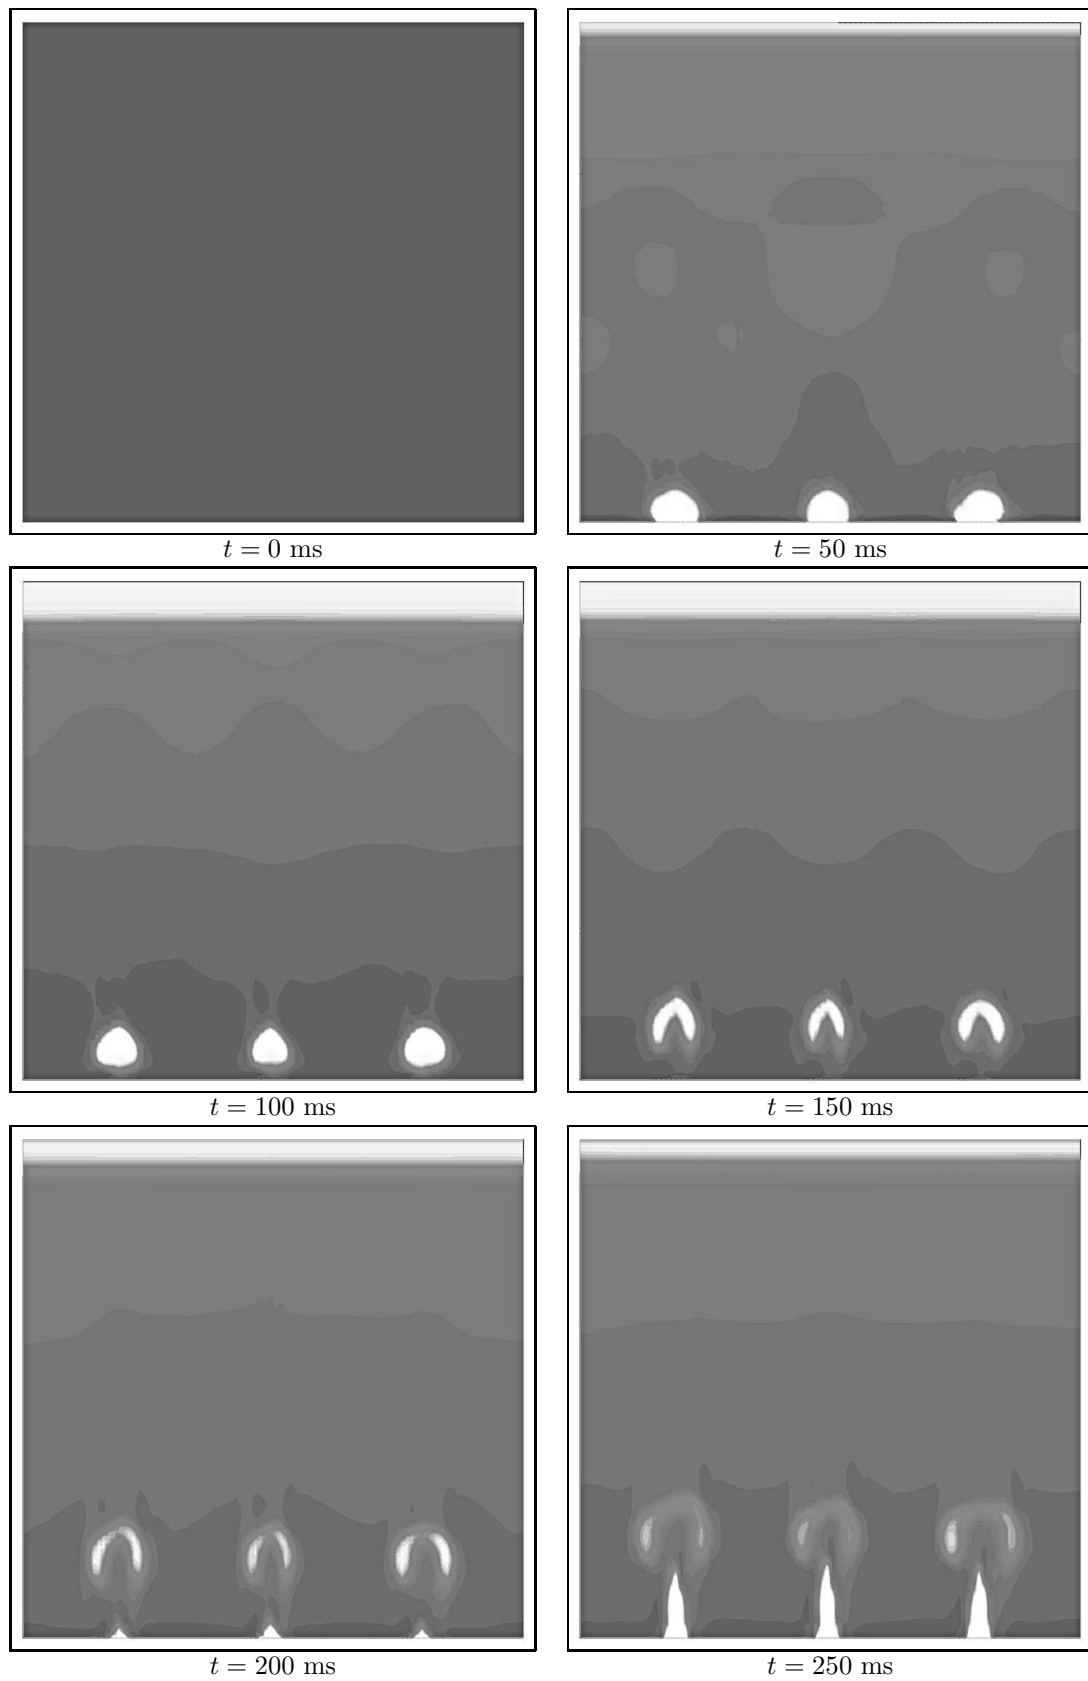 t = 0 ms
t = 50 ms
t = 100 ms
t = 150 ms
t = 200 ms
t = 250 ms